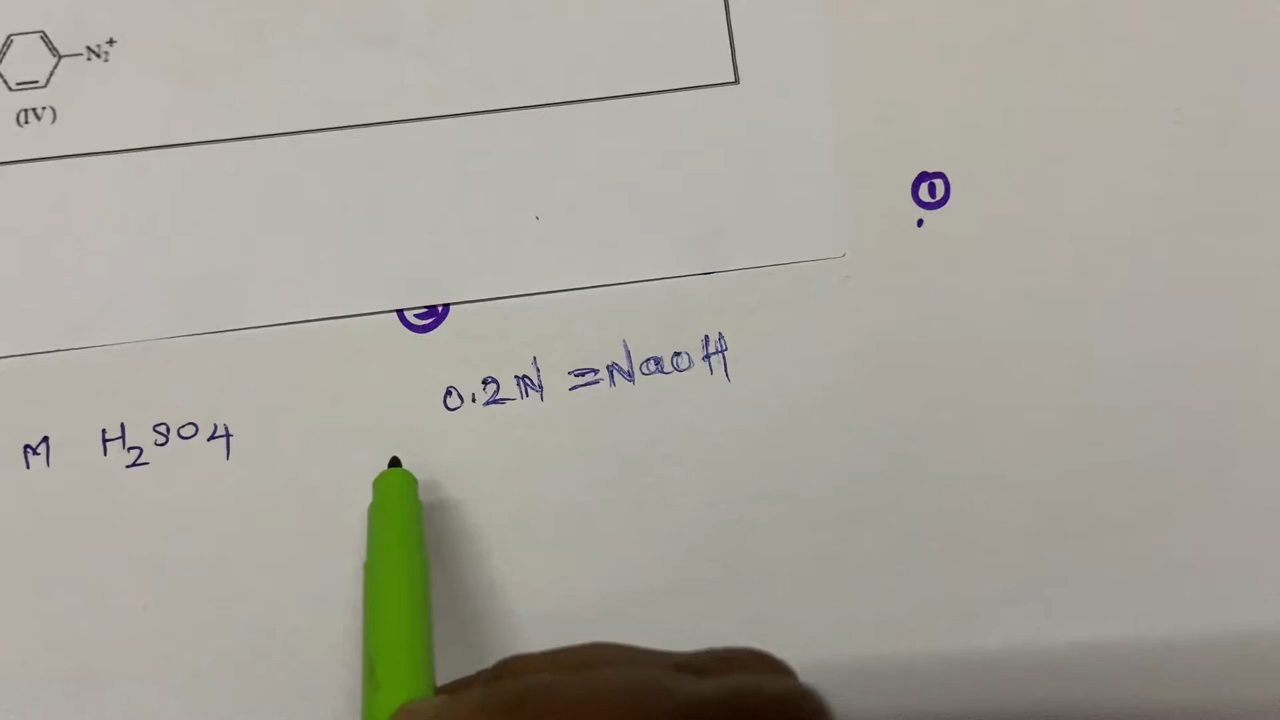 N₂⁺
(IV)
①
0.2N = NaOH
M H₂SO₄